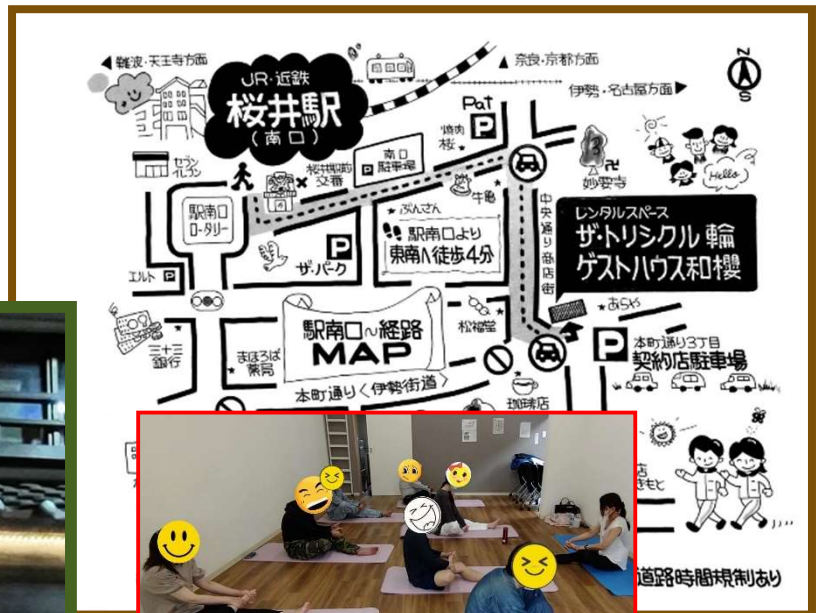 難波・天王寺方面
奈良・京都方面
伊勢・名古屋方面
N
S
JR・近鉄
桜井駅
(南口)
Pat
P
焼肉
桜
セブン
イレブン
桜井駅前
交番
P
南口
駐車場
妙要寺
Hello
駅南口
ロータリー
牛亀
ぶんさん
駅南口より
東南へ徒歩4分
中央通り商店街
レンタルスペース
ザ・トリシクル 輪
ゲストハウス和櫻
P
ザ・パーク
エルト P
あらや
駅南口~経路
MAP
松福堂
三十三
銀行
まほろば
薬局
P
本町通り3丁目
契約店駐車場
本町通り〈伊勢街道〉
珈琲店
店
きもと
道路時間規制あり